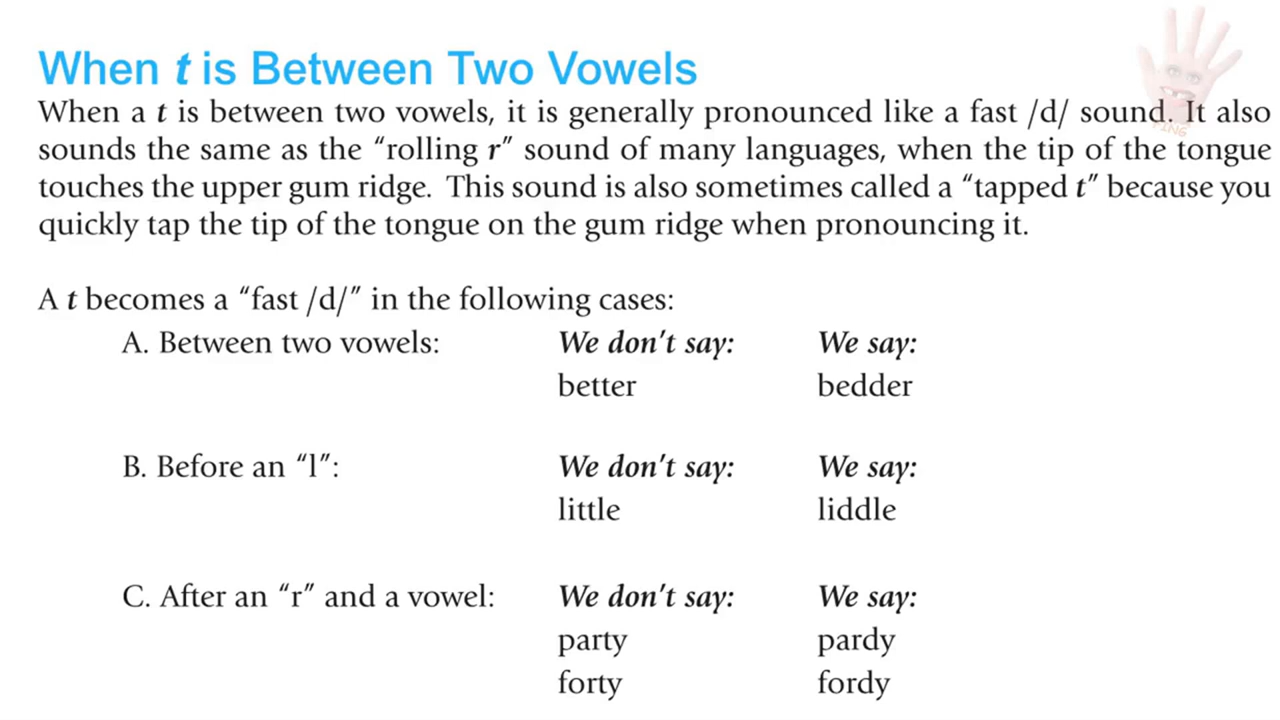 When t is Between Two Vowels
When a t is between two vowels, it is generally pronounced like a fast /d/ sound. It also
sounds the same as the “rolling r” sound of many languages, when the tip of the tongue
touches the upper gum ridge. This sound is also sometimes called a “tapped t” because you
quickly tap the tip of the tongue on the gum ridge when pronouncing it.
A t becomes a “fast /d/” in the following cases:
A. Between two vowels: We don’t say: We say:
better bedder
B. Before an “l”: We don’t say: We say:
little liddle
C. After an “r” and a vowel: We don’t say: We say:
party pardy
forty fordy